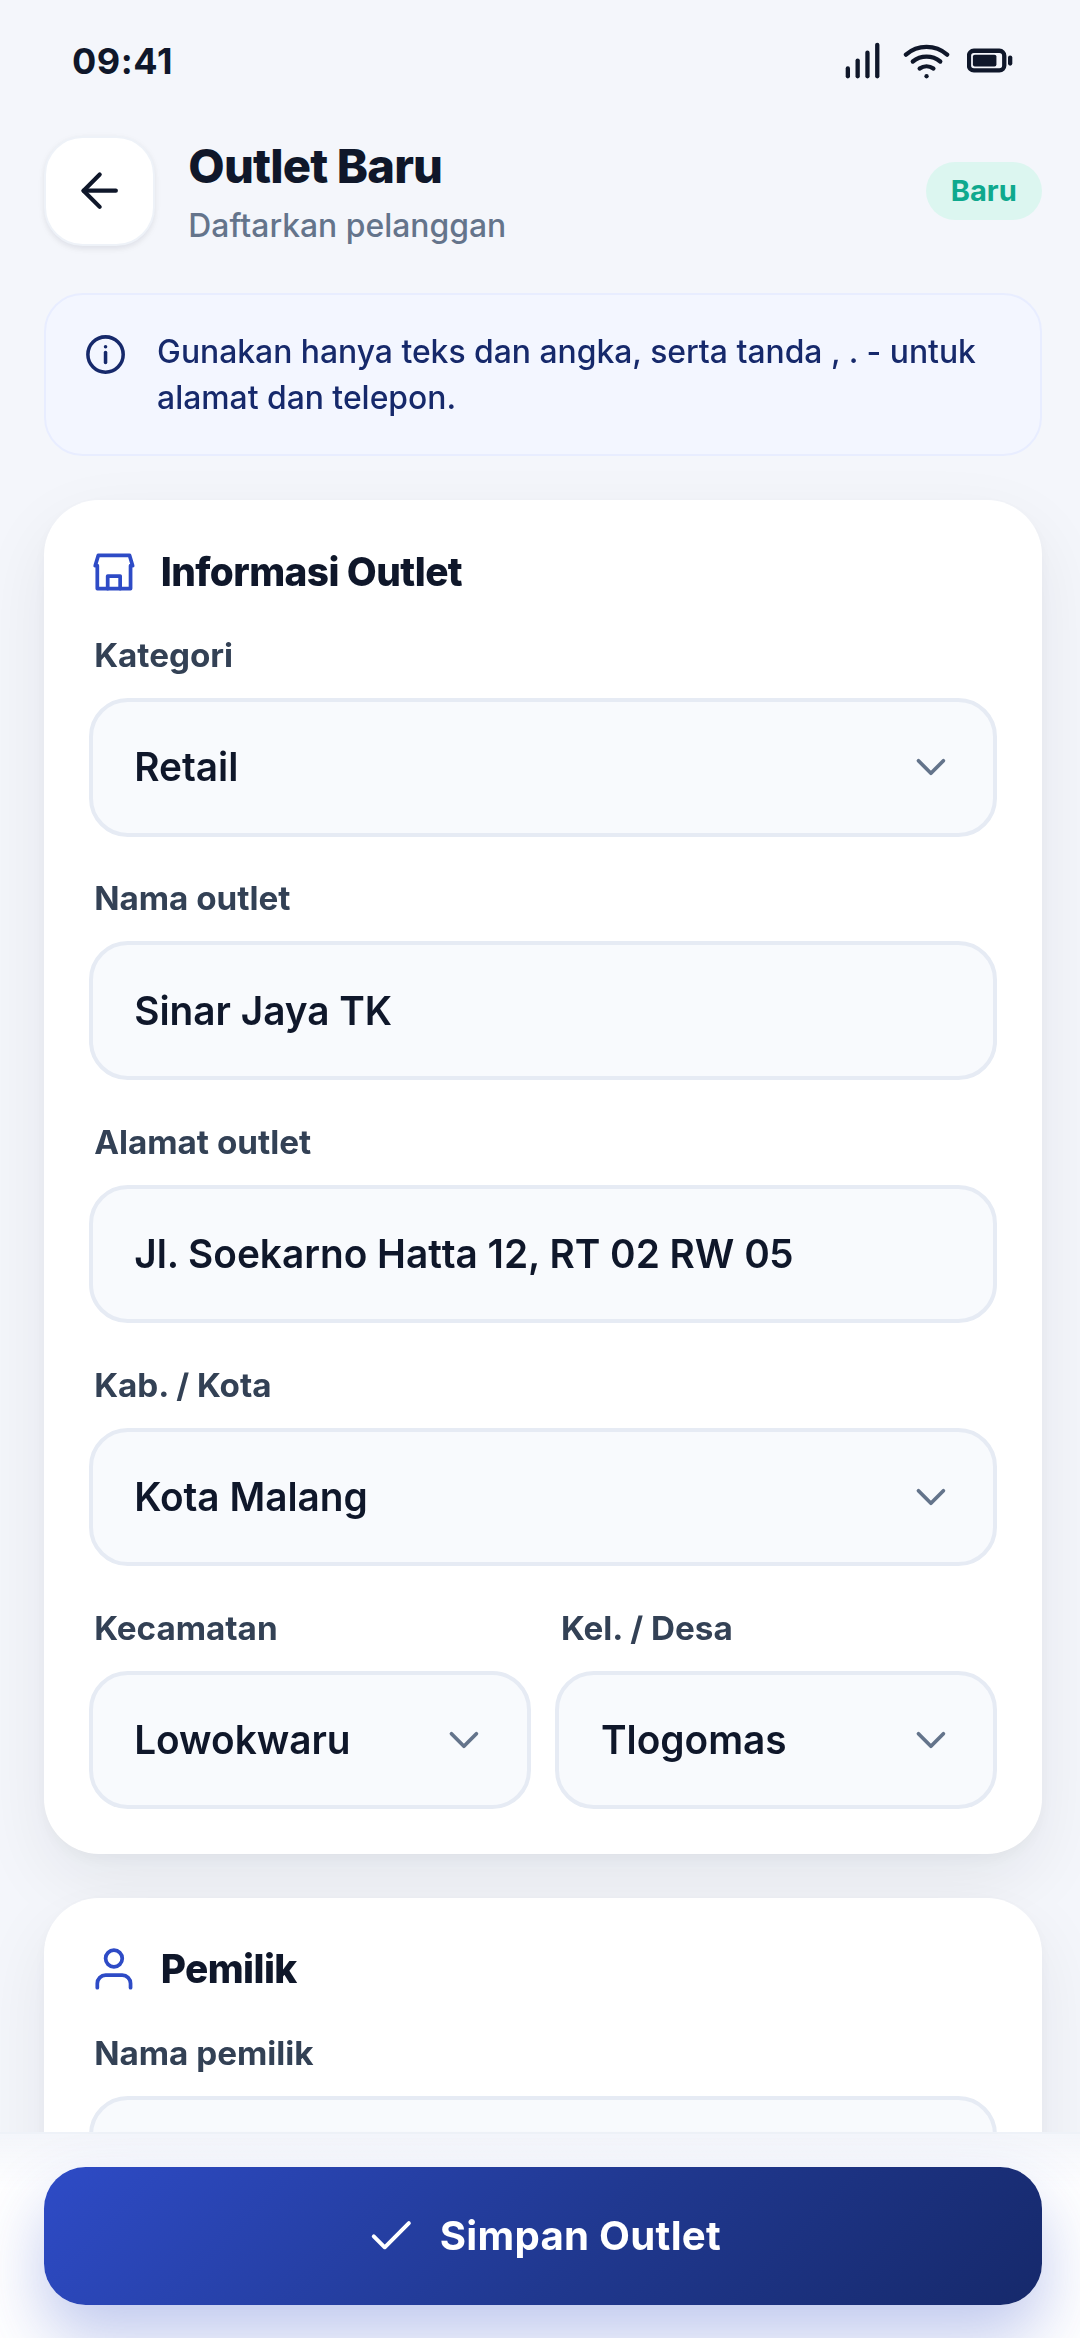 09:41
Outlet Baru
Daftarkan pelanggan
Baru
Gunakan hanya teks dan angka, serta tanda , . - untuk
alamat dan telepon.
Informasi Outlet
Kategori
Retail
Nama outlet
Sinar Jaya TK
Alamat outlet
Jl. Soekarno Hatta 12, RT 02 RW 05
Kab. / Kota
Kota Malang
Kecamatan
Kel. / Desa
Lowokwaru
Tlogomas
Pemilik
Nama pemilik
Simpan Outlet